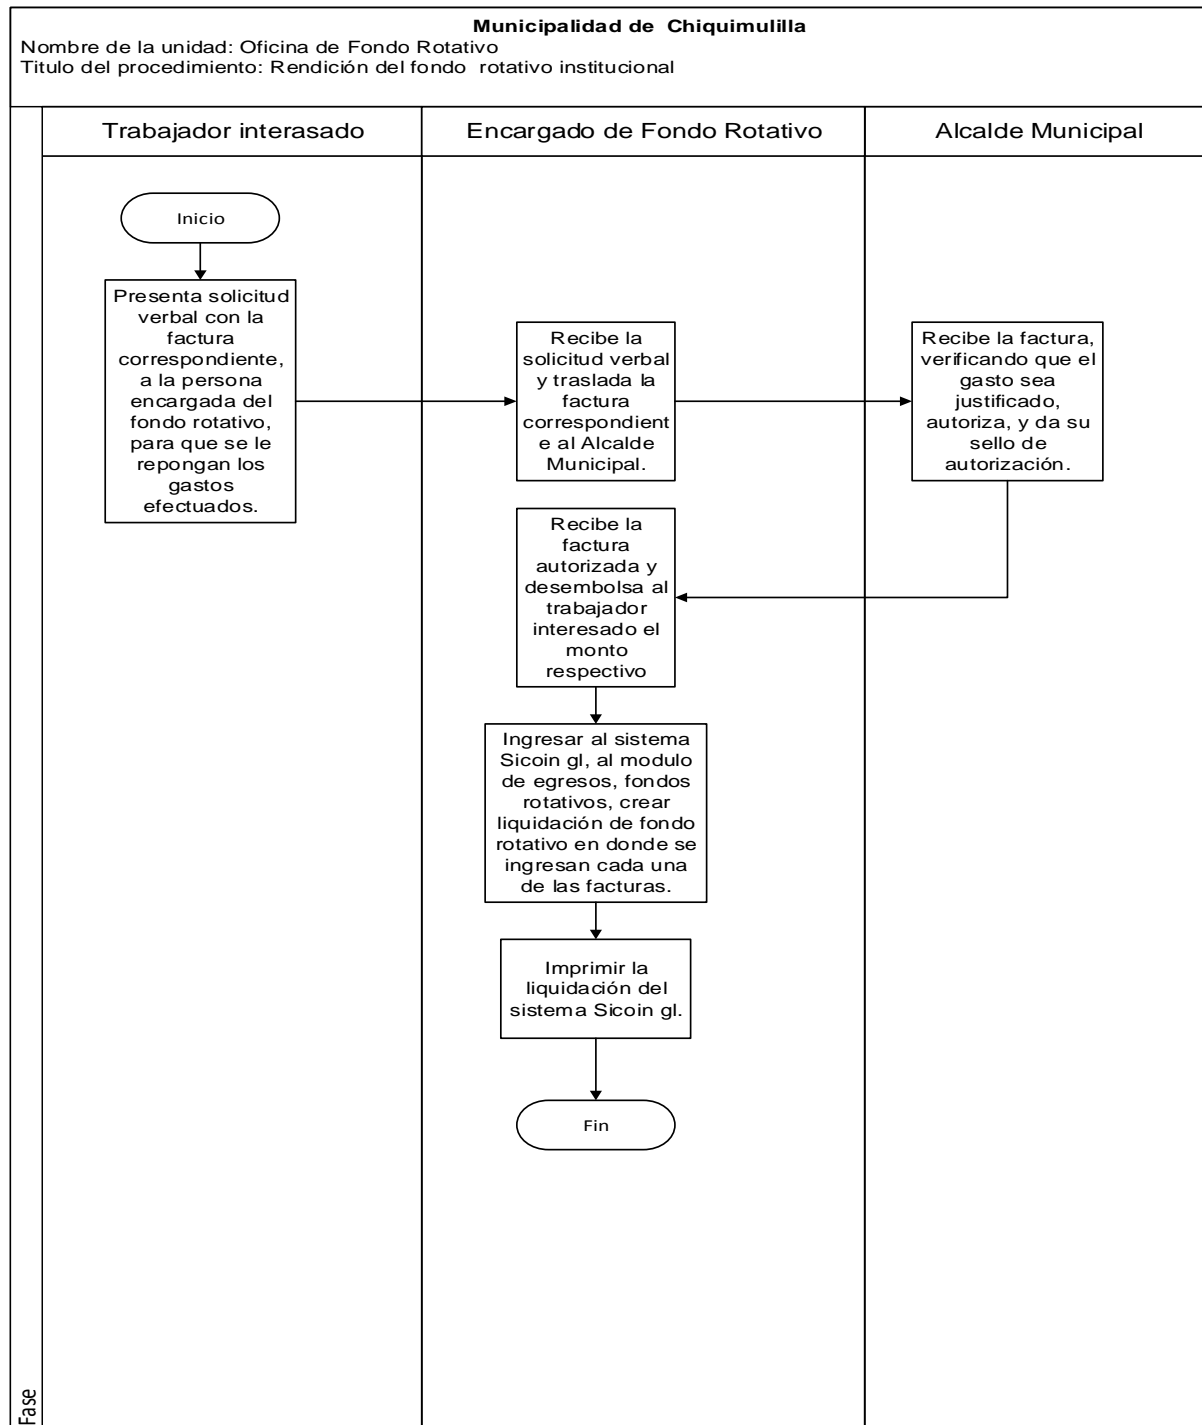 Municipalidad de Chiquimulilla
Nombre de la unidad: Oficina de Fondo Rotativo
Titulo del procedimiento: Rendición del fondo rotativo institucional
Trabajador interasado
Encargado de Fondo Rotativo
Alcalde Municipal
Inicio
Presenta solicitud
verbal con la
factura
correspondiente,
a la persona
encargada del
fondo rotativo,
para que se le
repongan los
gastos
efectuados.
Recibe la
solicitud verbal
y traslada la
factura
correspondient
e al Alcalde
Municipal.
Recibe la factura,
verificando que el
gasto sea
justificado,
autoriza, y da su
sello de
autorización.
Recibe la
factura
autorizada y
desembolsa al
trabajador
interesado el
monto
respectivo
Ingresar al sistema
Sicoin gl, al modulo
de egresos, fondos
rotativos, crear
liquidación de fondo
rotativo en donde se
ingresan cada una
de las facturas.
Imprimir la
liquidación del
sistema Sicoin gl.
Fin
Fase